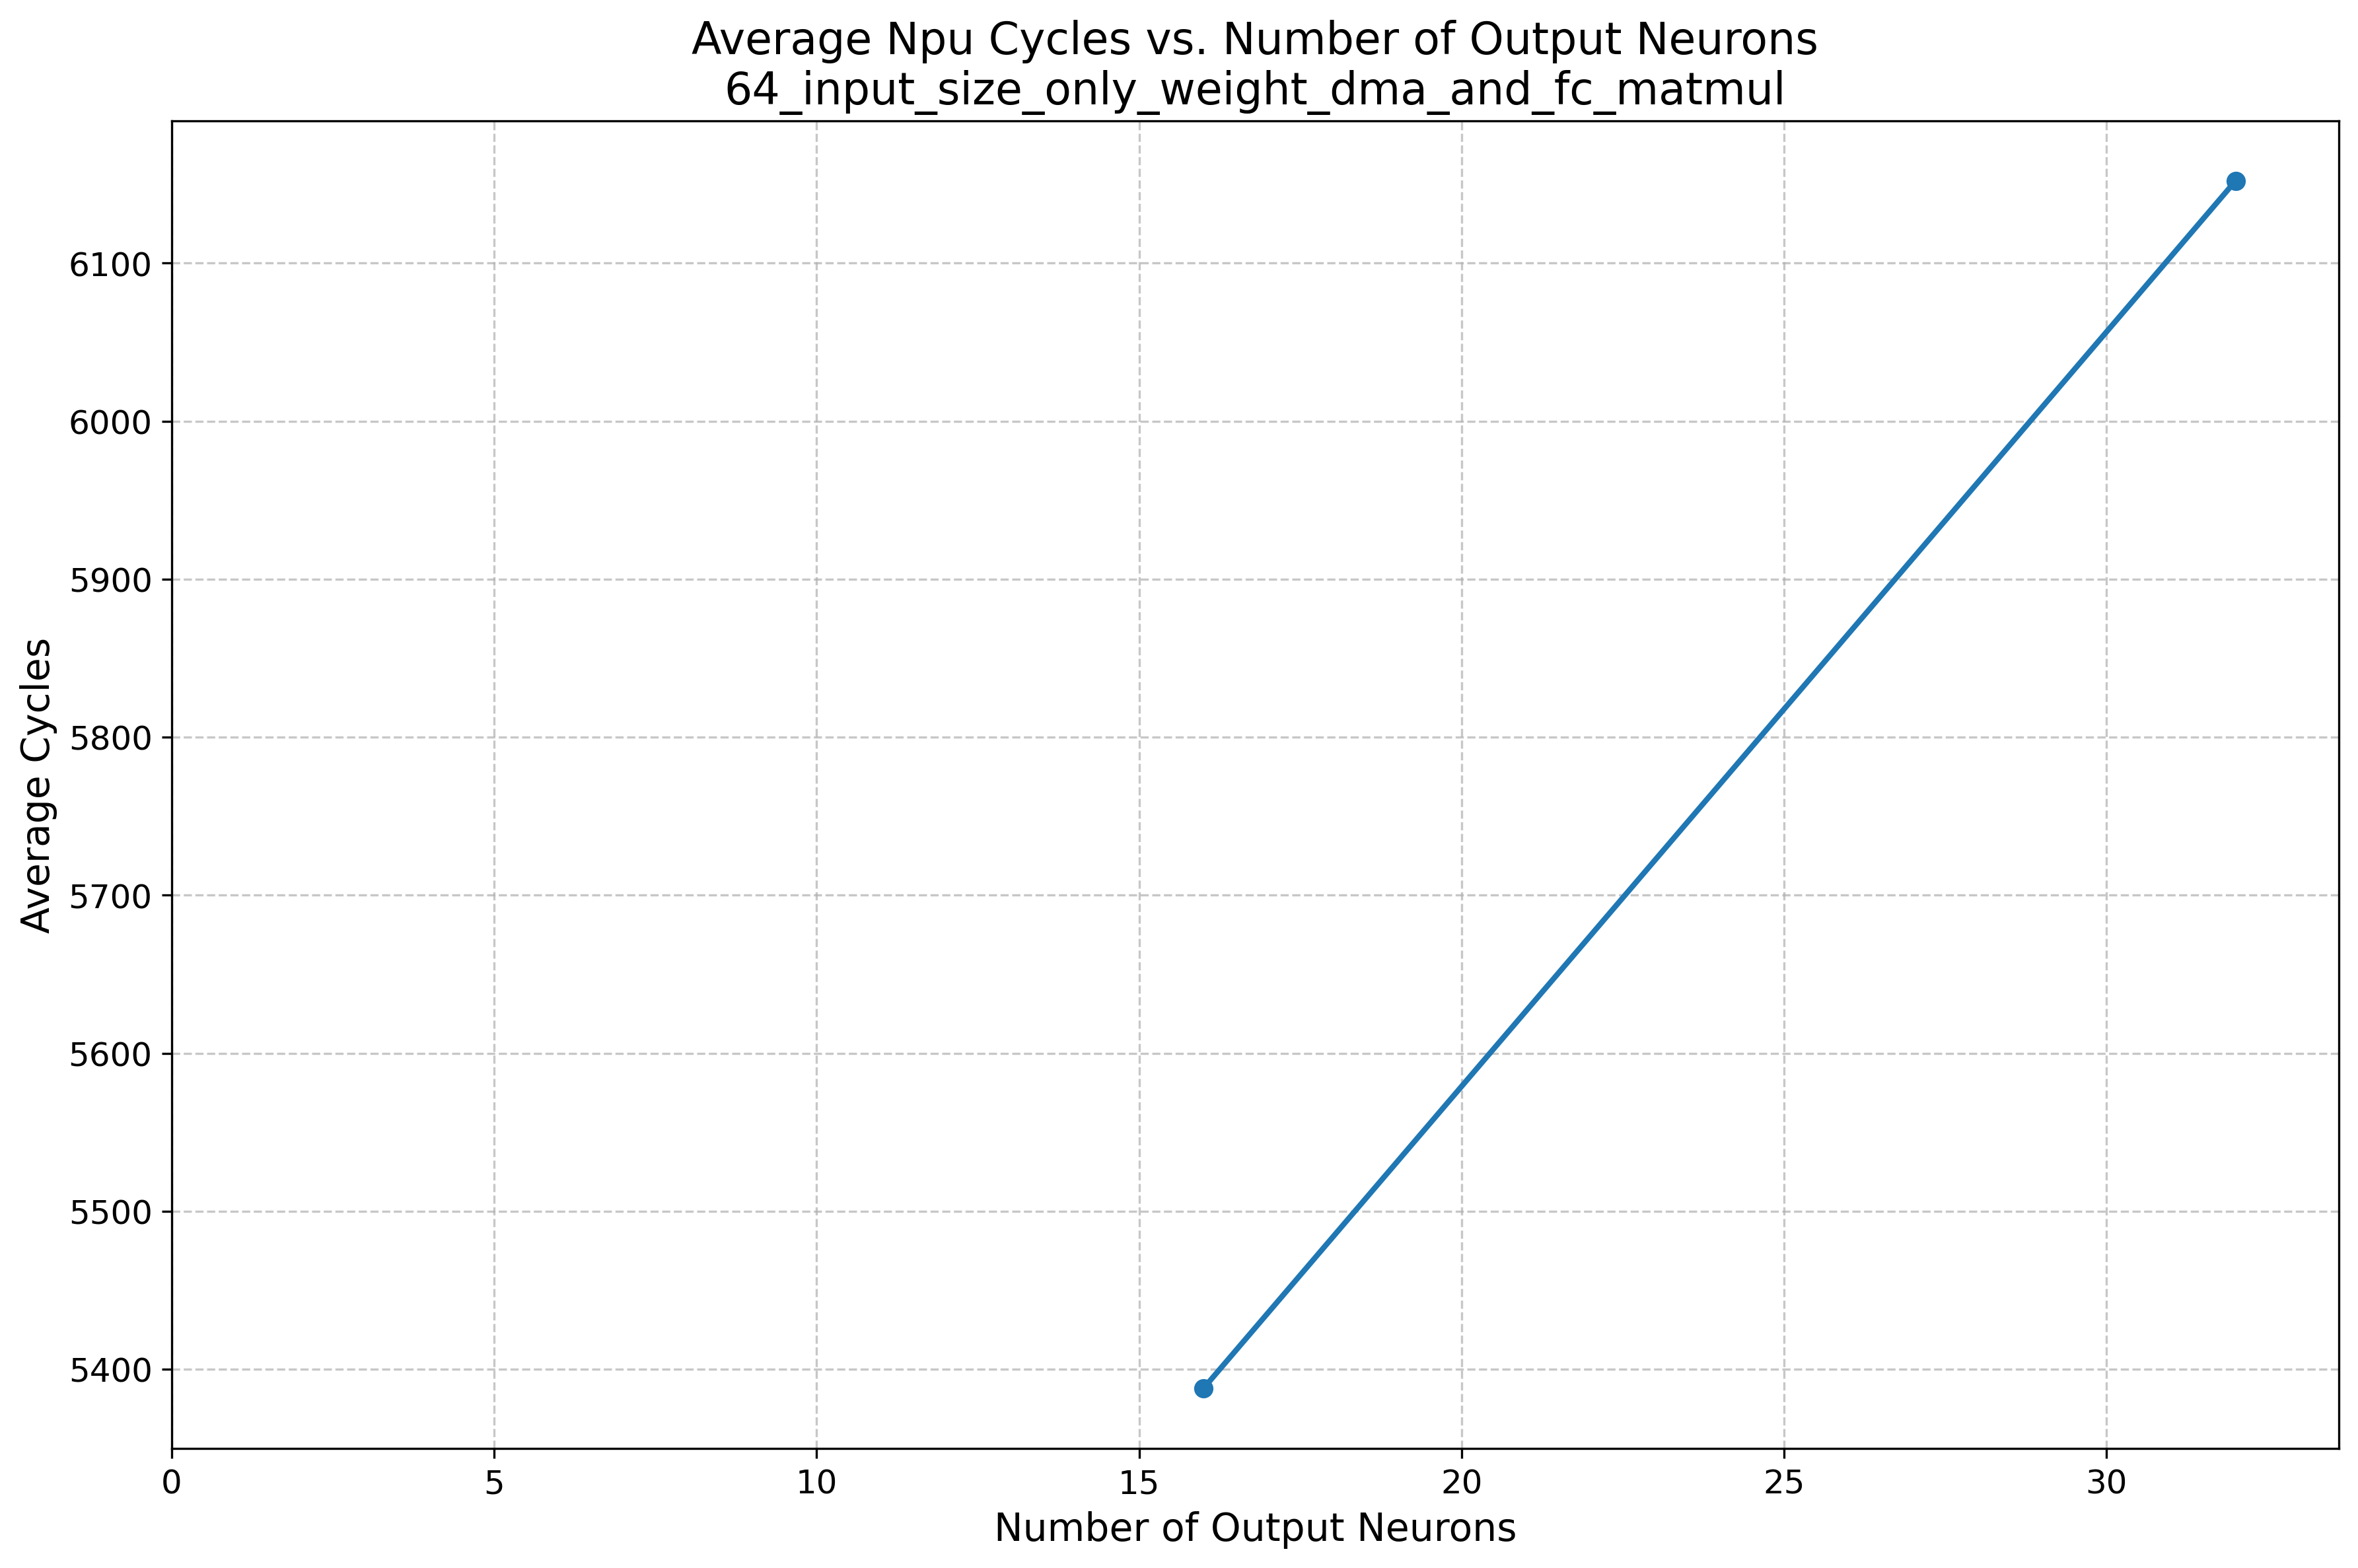 Average Npu Cycles vs. Number of Output Neurons
64_input_size_only_weight_dma_and_fc_matmul
Average Cycles
6100
6000
5900
5800
5700
5600
5500
5400
0 5 10 15 20 25 30
Number of Output Neurons